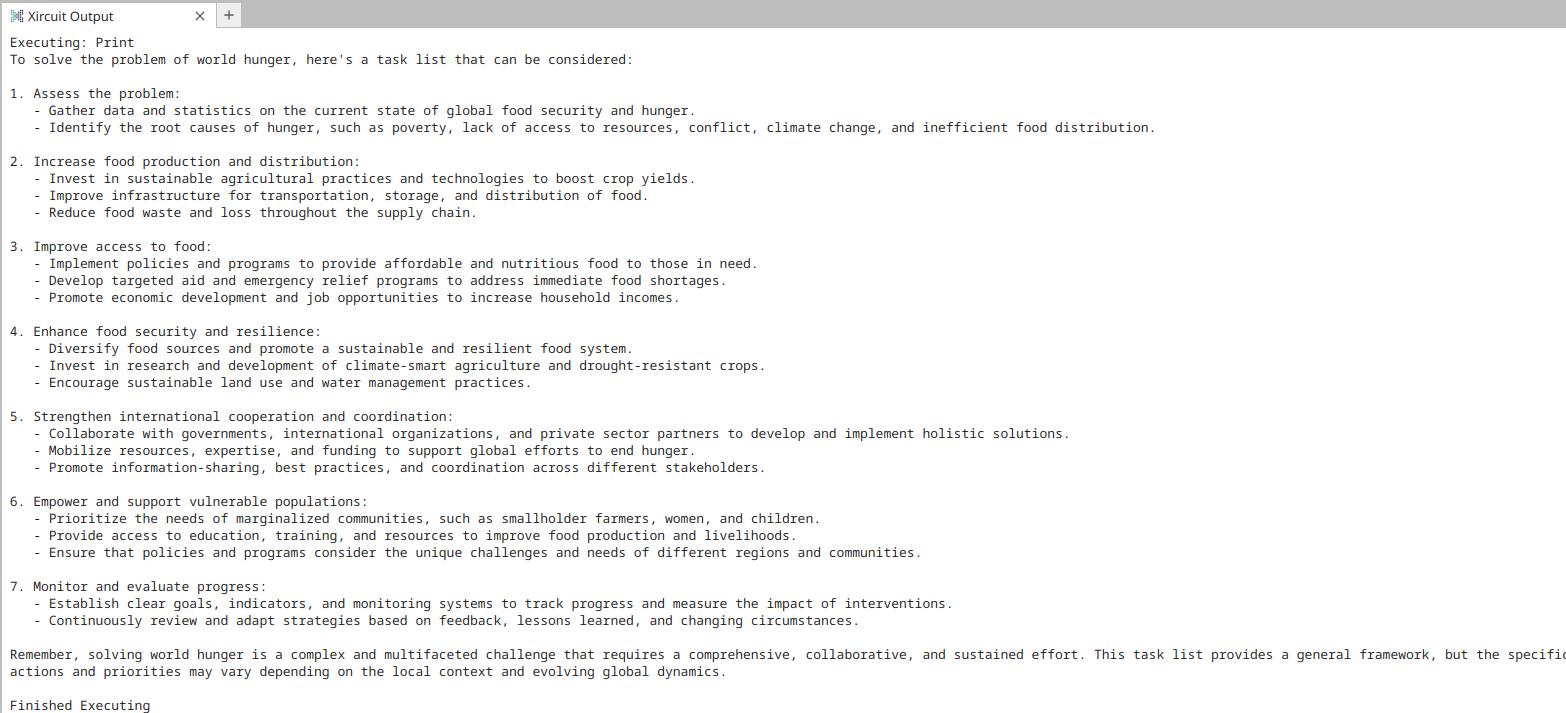 Xircuit Output
Executing: Print
To solve the problem of world hunger, here's a task list that can be considered:
1. Assess the problem:
- Gather data and statistics on the current state of global food security and hunger.
- Identify the root causes of hunger, such as poverty, lack of access to resources, conflict, climate change, and inefficient food distribution.
2. Increase food production and distribution:
- Invest in sustainable agricultural practices and technologies to boost crop yields.
- Improve infrastructure for transportation, storage, and distribution of food.
- Reduce food waste and loss throughout the supply chain.
3. Improve access to food:
- Implement policies and programs to provide affordable and nutritious food to those in need.
- Develop targeted aid and emergency relief programs to address immediate food shortages.
- Promote economic development and job opportunities to increase household incomes.
4. Enhance food security and resilience:
- Diversify food sources and promote a sustainable and resilient food system.
- Invest in research and development of climate-smart agriculture and drought-resistant crops.
- Encourage sustainable land use and water management practices.
5. Strengthen international cooperation and coordination:
- Collaborate with governments, international organizations, and private sector partners to develop and implement holistic solutions.
- Mobilize resources, expertise, and funding to support global efforts to end hunger.
- Promote information-sharing, best practices, and coordination across different stakeholders.
6. Empower and support vulnerable populations:
- Prioritize the needs of marginalized communities, such as smallholder farmers, women, and children.
- Provide access to education, training, and resources to improve food production and livelihoods.
- Ensure that policies and programs consider the unique challenges and needs of different regions and communities.
7. Monitor and evaluate progress:
- Establish clear goals, indicators, and monitoring systems to track progress and measure the impact of interventions.
- Continuously review and adapt strategies based on feedback, lessons learned, and changing circumstances.
Remember, solving world hunger is a complex and multifaceted challenge that requires a comprehensive, collaborative, and sustained effort. This task list provides a general framework, but the specific
actions and priorities may vary depending on the local context and evolving global dynamics.
Finished Executing